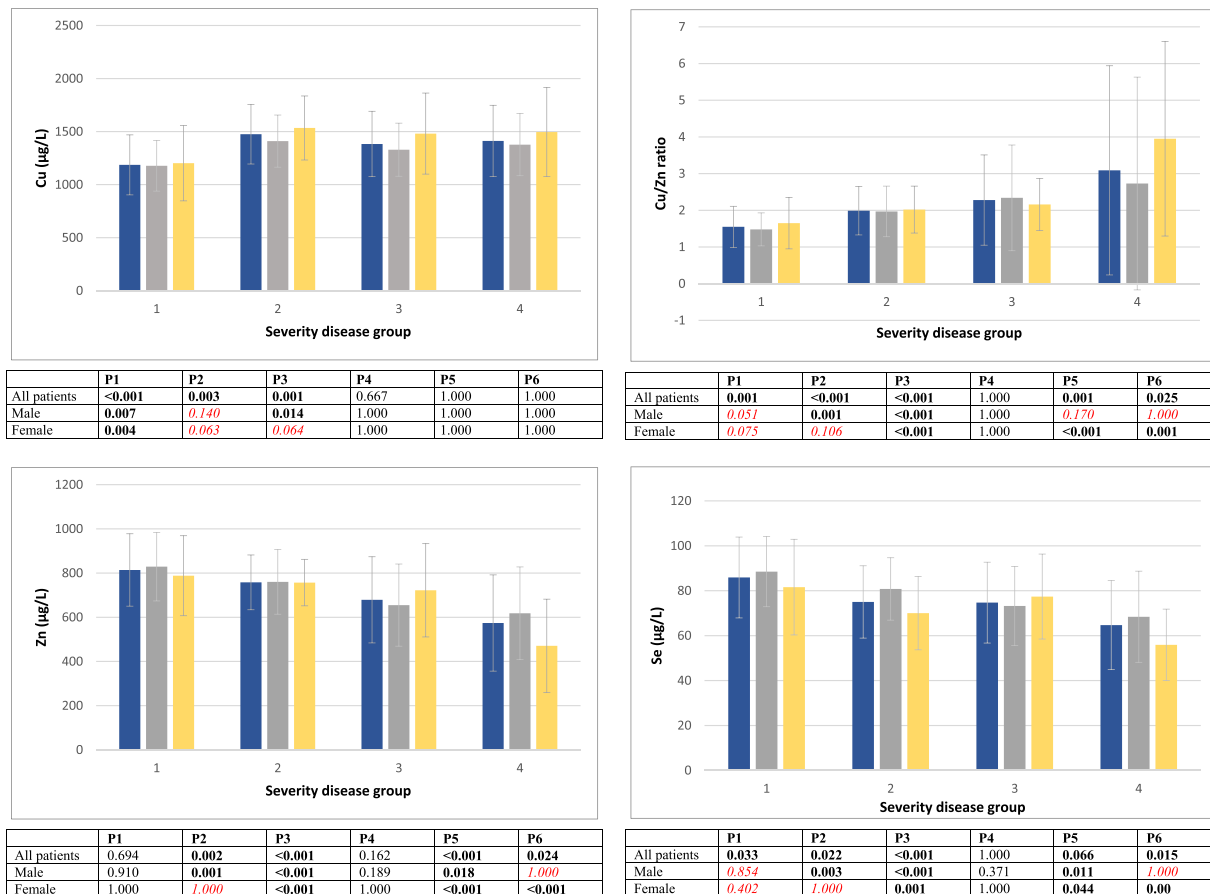 2500
2000
1500
1000
500
0
Cu (µg/L)
1 2 3 4
Severity disease group
P1 P2 P3 P4 P5 P6
All patients <0.001 0.003 0.001 0.667 1.000 1.000
Male 0.007 0.140 0.014 1.000 1.000 1.000
Female 0.004 0.063 0.064 1.000 1.000 1.000
7
6
5
4
3
2
1
0
-1
Cu/Zn ratio
1 2 3 4
Severity disease group
P1 P2 P3 P4 P5 P6
All patients 0.001 <0.001 <0.001 1.000 0.001 0.025
Male 0.051 0.001 <0.001 1.000 0.170 1.000
Female 0.075 0.106 <0.001 1.000 <0.001 0.001
1200
1000
800
600
400
200
0
Zn (µg/L)
1 2 3 4
Severity disease group
P1 P2 P3 P4 P5 P6
All patients 0.694 0.002 <0.001 0.162 <0.001 0.024
Male 0.910 0.001 <0.001 0.189 0.018 1.000
Female 1.000 1.000 <0.001 1.000 <0.001 <0.001
120
100
80
60
40
20
0
Se (µg/L)
1 2 3 4
Severity disease group
P1 P2 P3 P4 P5 P6
All patients 0.033 0.022 <0.001 1.000 0.066 0.015
Male 0.854 0.003 <0.001 0.371 0.011 1.000
Female 0.402 1.000 0.001 1.000 0.044 0.00